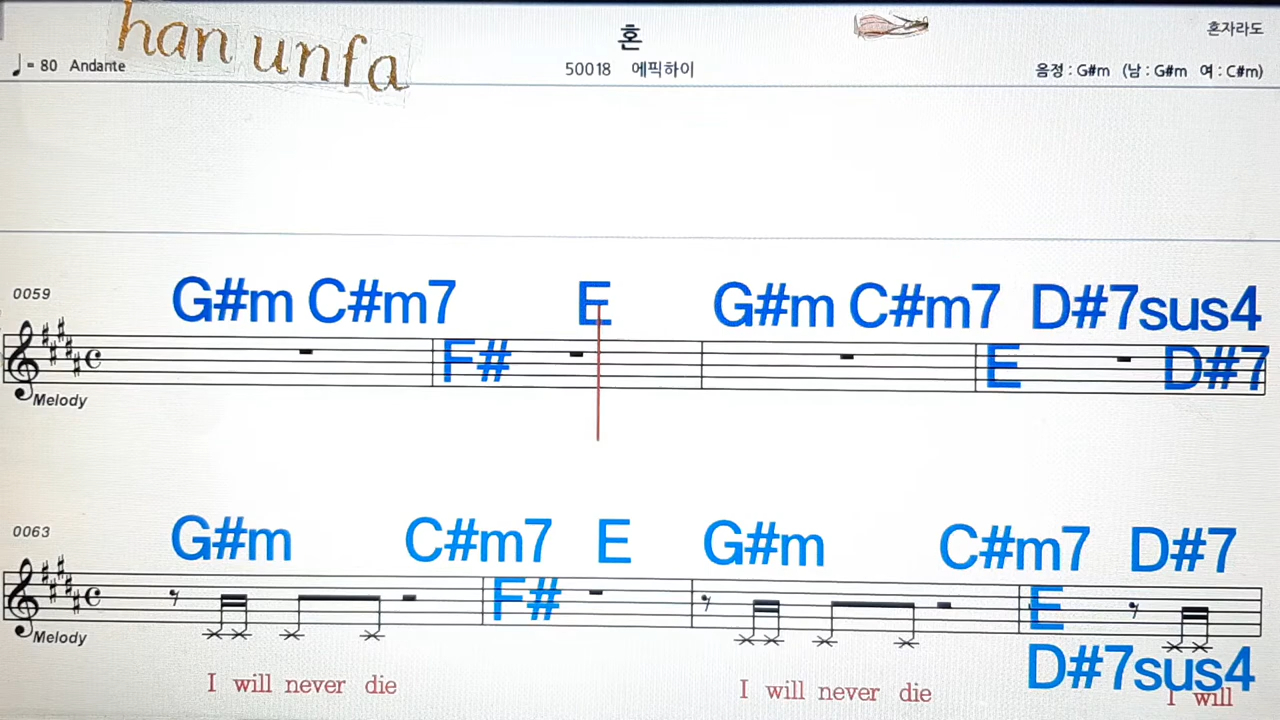 han unfa
혼
혼자라도
♩= 80 Andante
50018 에픽하이
음정 : G#m (남 : G#m 여 : C#m)
0059
G#m C#m7 E G#m C#m7 D#7sus4
F# E D#7
Melody
0063
G#m C#m7 E G#m C#m7 D#7
F# E
Melody
D#7sus4
I will never die I will never die I will